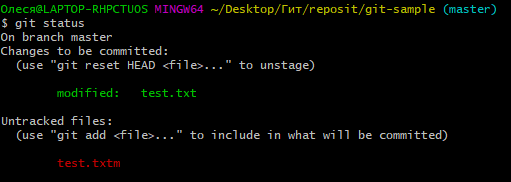 Олеся@LAPTOP-RHPCTUOS MINGW64 ~/Desktop/Гит/reposit/git-sample (master)
$ git status
On branch master
Changes to be committed:
  (use "git reset HEAD <file>..." to unstage)
        modified:   test.txt
Untracked files:
  (use "git add <file>..." to include in what will be committed)
        test.txtm